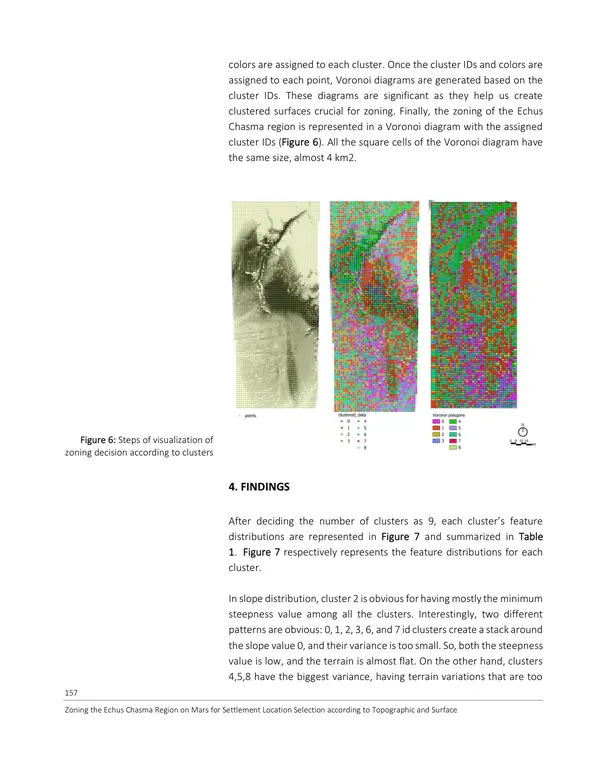 colors are assigned to each cluster. Once the cluster IDs and colors are
assigned to each point, Voronoi diagrams are generated based on the
cluster IDs. These diagrams are significant as they help us create
clustered surfaces crucial for zoning. Finally, the zoning of the Echus
Chasma region is represented in a Voronoi diagram with the assigned
cluster IDs (Figure 6). All the square cells of the Voronoi diagram have
the same size, almost 4 km2.
points
clustered_data
0 4
1 5
2 6
3 7
8
Voronoi polygons
0 4
1 5
2 6
3 7
8
Figure 6: Steps of visualization of
zoning decision according to clusters
4. FINDINGS
After deciding the number of clusters as 9, each cluster’s feature
distributions are represented in Figure 7 and summarized in Table
1. Figure 7 respectively represents the feature distributions for each
cluster.
In slope distribution, cluster 2 is obvious for having mostly the minimum
steepness value among all the clusters. Interestingly, two different
patterns are obvious: 0, 1, 2, 3, 6, and 7 id clusters create a stack around
the slope value 0, and their variance is too small. So, both the steepness
value is low, and the terrain is almost flat. On the other hand, clusters
4,5,8 have the biggest variance, having terrain variations that are too
157
Zoning the Echus Chasma Region on Mars for Settlement Location Selection according to Topographic and Surface